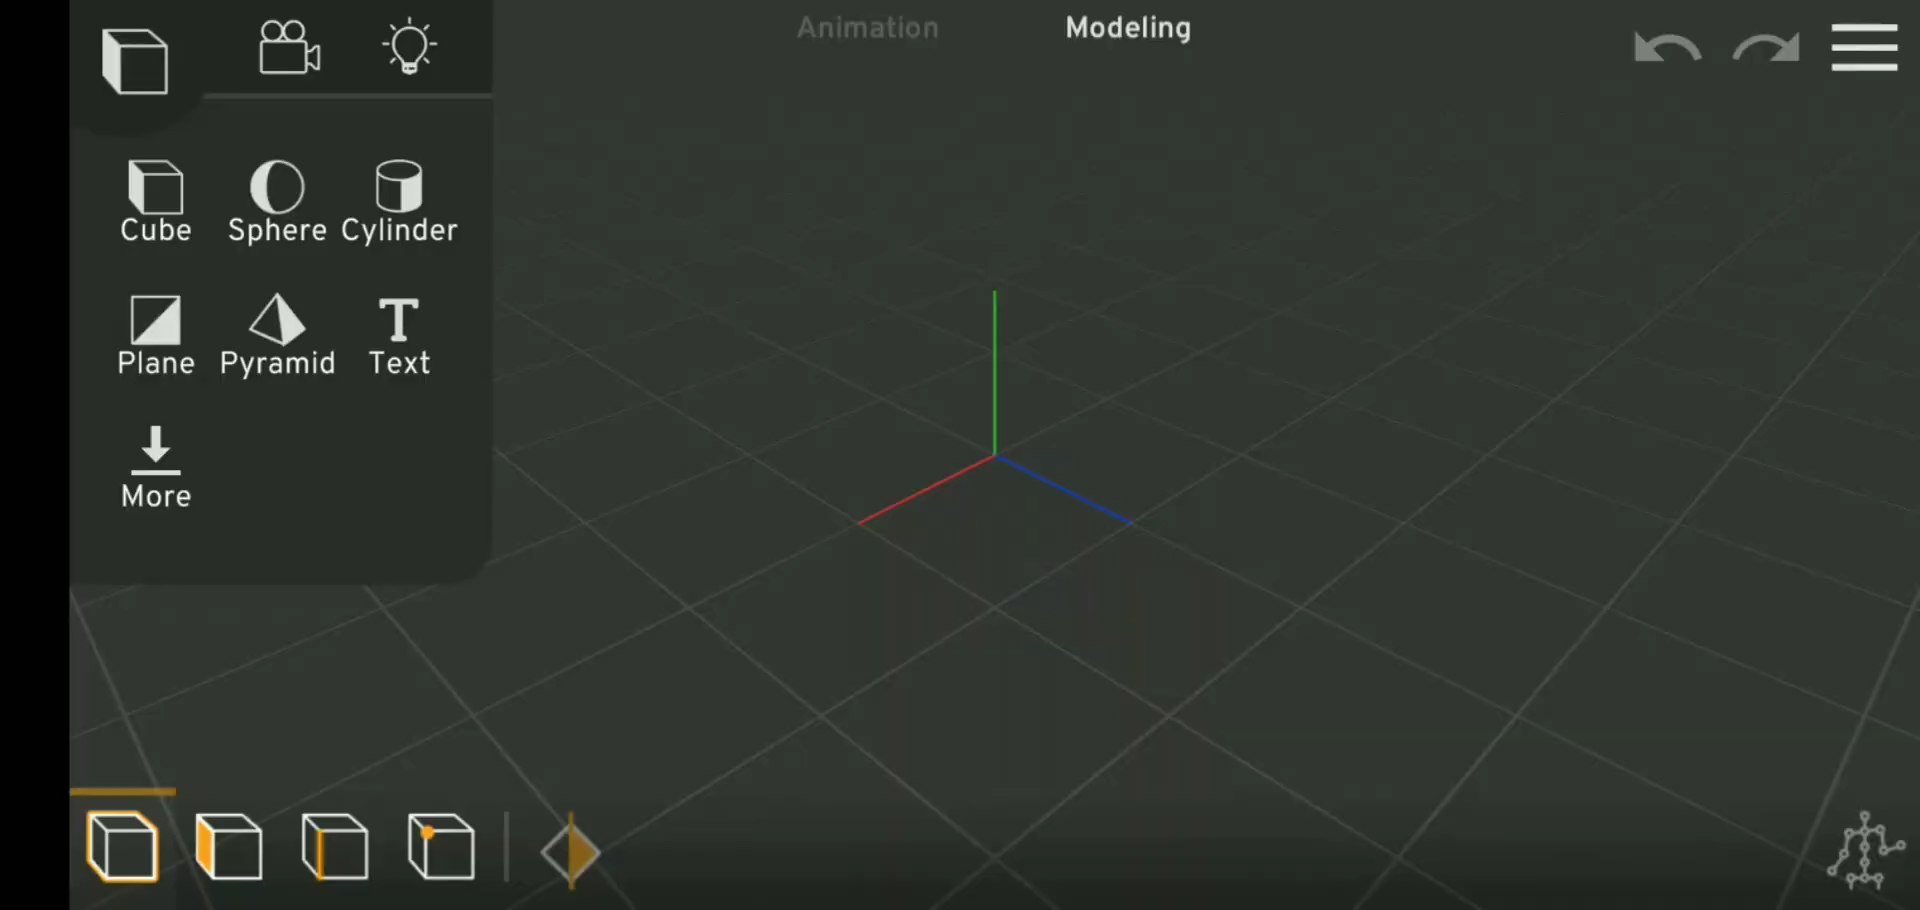 Animation Modeling
Cube Sphere Cylinder
Plane Pyramid Text
More